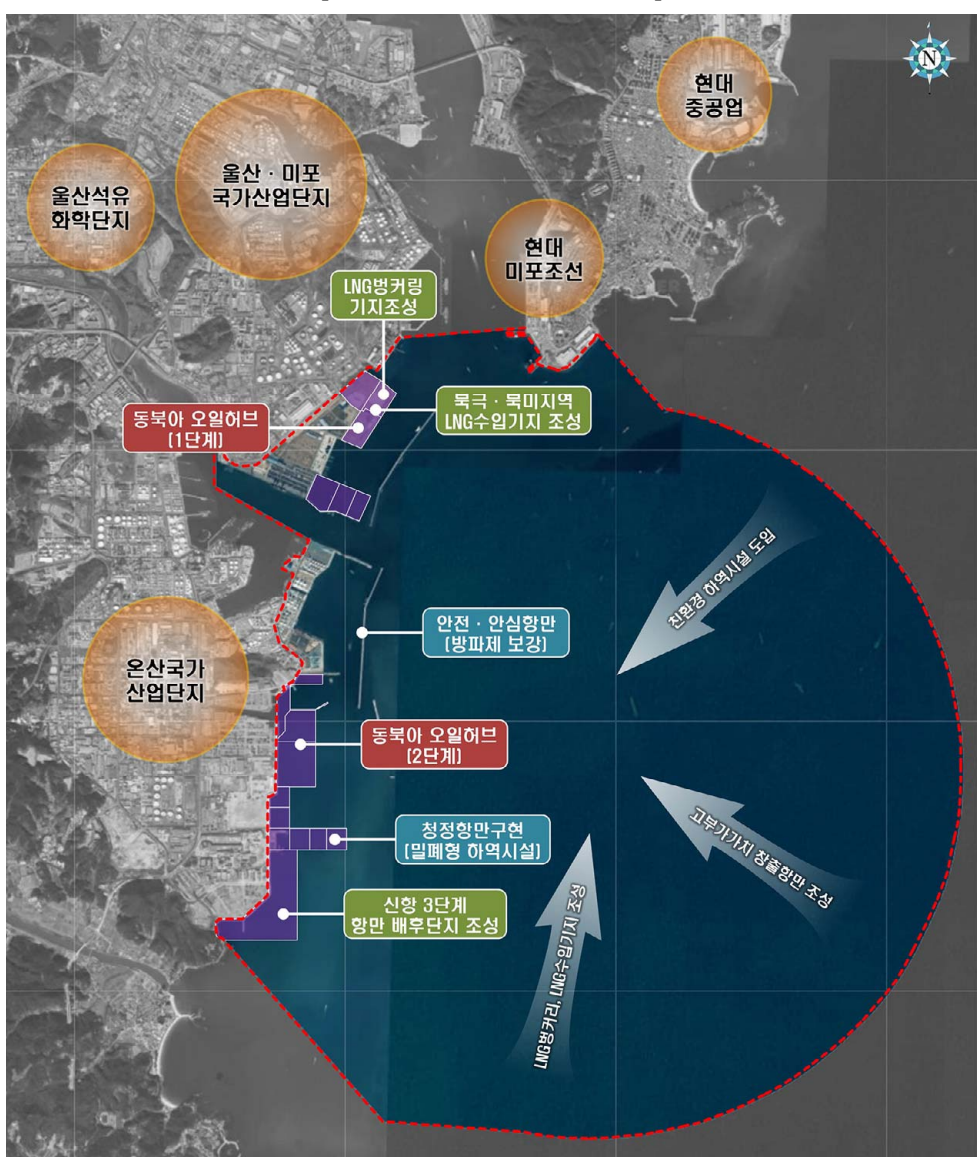 N
현대
중공업
울산 · 미포
국가산업단지
울산석유
화학단지
현대
미포조선
LNG벙커링
기지조성
묵극 · 묵미지역
LNG수입기지 조성
동북아 오일허브
(1단계)
친환경 하역시설 도입
안전 · 안심항만
(방파제 보강)
온산국가
산업단지
동북아 오일허브
(2단계)
청정항만구현
(밀폐형 하역시설)
고부가가치 창출항만 조성
신항 3단계
항만 배후단지 조성
LNG벙커리, LNG수입기지 조성